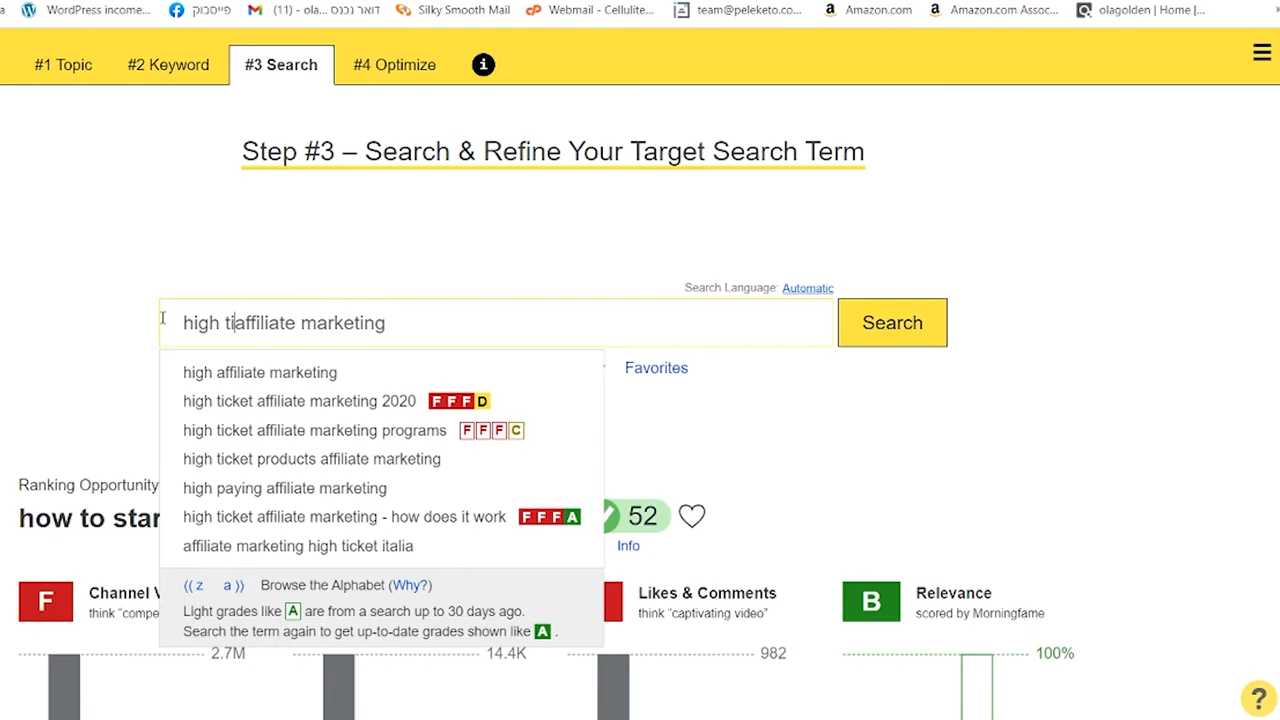 a WordPress income... פייסבוק (11) - ola... דואר נכנס Silky Smooth Mail Webmail - Cellulite... team@peleketo.co... Amazon.com Amazon.com Assoc... olagolden | Home |...
#1 Topic #2 Keyword #3 Search #4 Optimize i
Step #3 – Search & Refine Your Target Search Term
Search Language: Automatic
high tiaffiliate marketing Search
high affiliate marketing Favorites
high ticket affiliate marketing 2020 F F F D
high ticket affiliate marketing programs F F F C
high ticket products affiliate marketing
high paying affiliate marketing
high ticket affiliate marketing - how does it work F F F A
affiliate marketing high ticket italia
Ranking Opportunity
how to star 52
Info
(( z a )) Browse the Alphabet (Why?)
Light grades like A are from a search up to 30 days ago.
Search the term again to get up-to-date grades shown like A .
F Channel V Likes & Comments B Relevance
think "compe think "captivating video" scored by Morningfame
2.7M 14.4K 982 100%
?